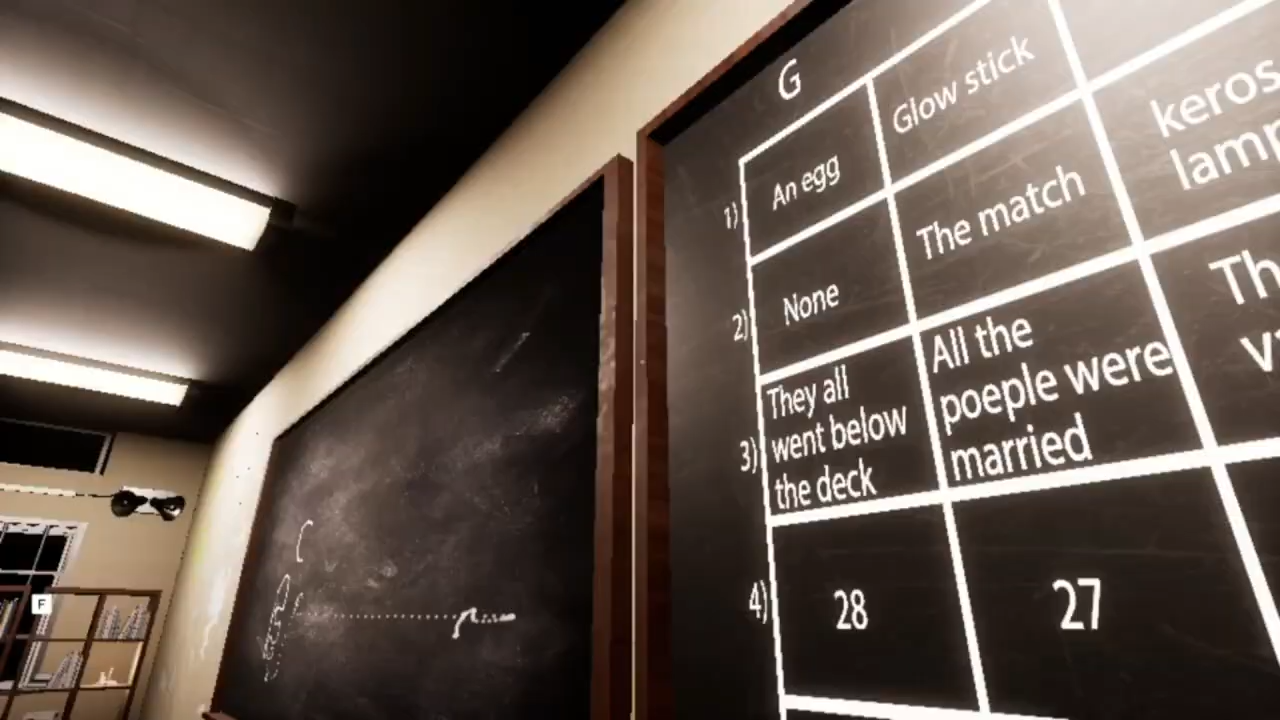 G
1) An egg
Glow stick
2) None
The match
3) They all
went below
the deck
All the
poeple were
married
4) 28
27
F